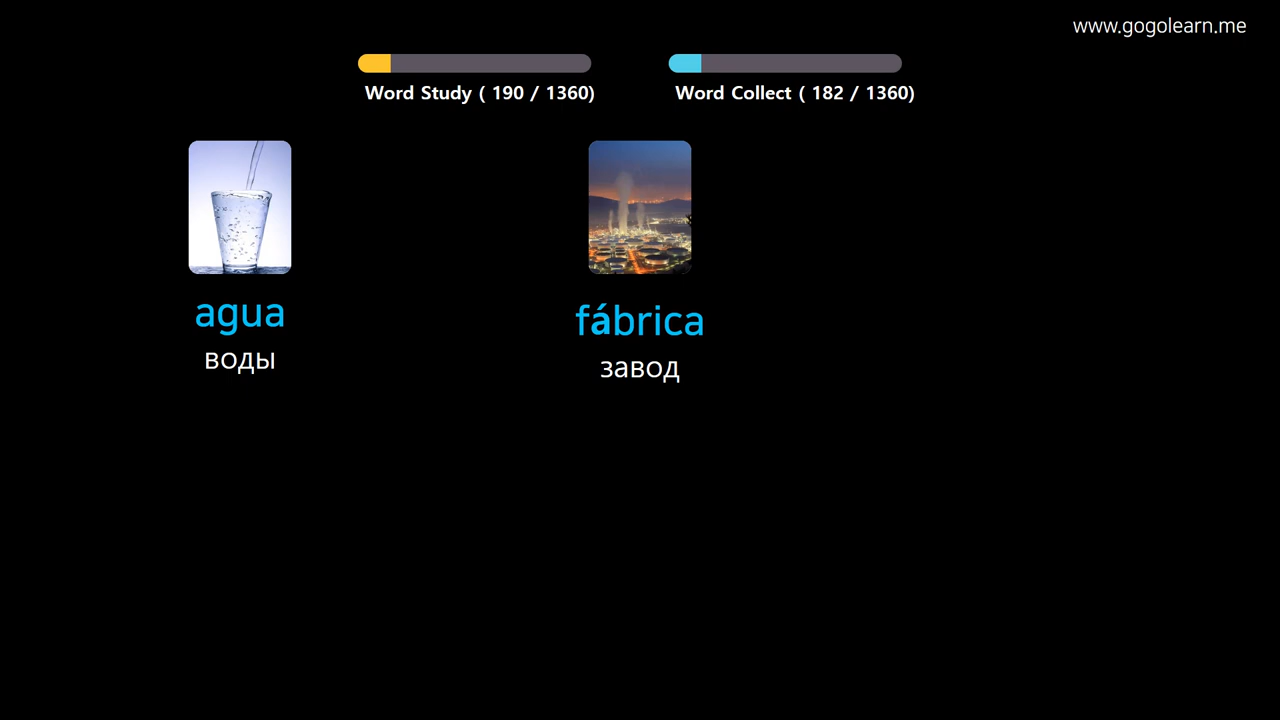 www.gogolearn.me
Word Study ( 190 / 1360)
Word Collect ( 182 / 1360)
agua
воды
fábrica
завод